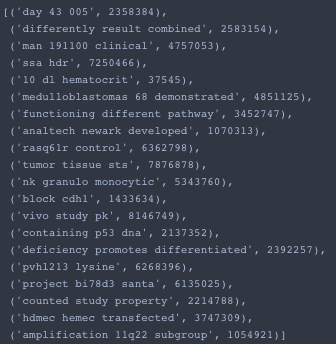 [('day 43 005', 2358384),
('differently result combined', 2583154),
('man 191100 clinical', 4757053),
('ssa hdr', 7250466),
('10 dl hematocrit', 37545),
('medulloblastomas 68 demonstrated', 4851125),
('functioning different pathway', 3452747),
('analtech newark developed', 1070313),
('rasq61r control', 6362798),
('tumor tissue sts', 7876878),
('nk granulo monocytic', 5343760),
('block cdh1', 1433634),
('vivo study pk', 8146749),
('containing p53 dna', 2137352),
('deficiency promotes differentiated', 2392257),
('pvhl213 lysine', 6268396),
('project bi78d3 santa', 6135025),
('counted study property', 2214788),
('hdmec hemec transfected', 3747309),
('amplification 11q22 subgroup', 1054921)]